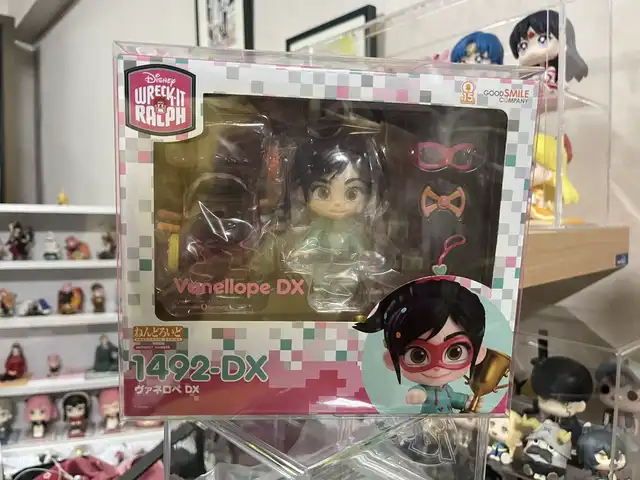 Disney
WRECK-IT
RALPH
GOOD SMILE
COMPANY
Vanellope DX
ねんどろいど
1492-DX
ヴァネロペ DX